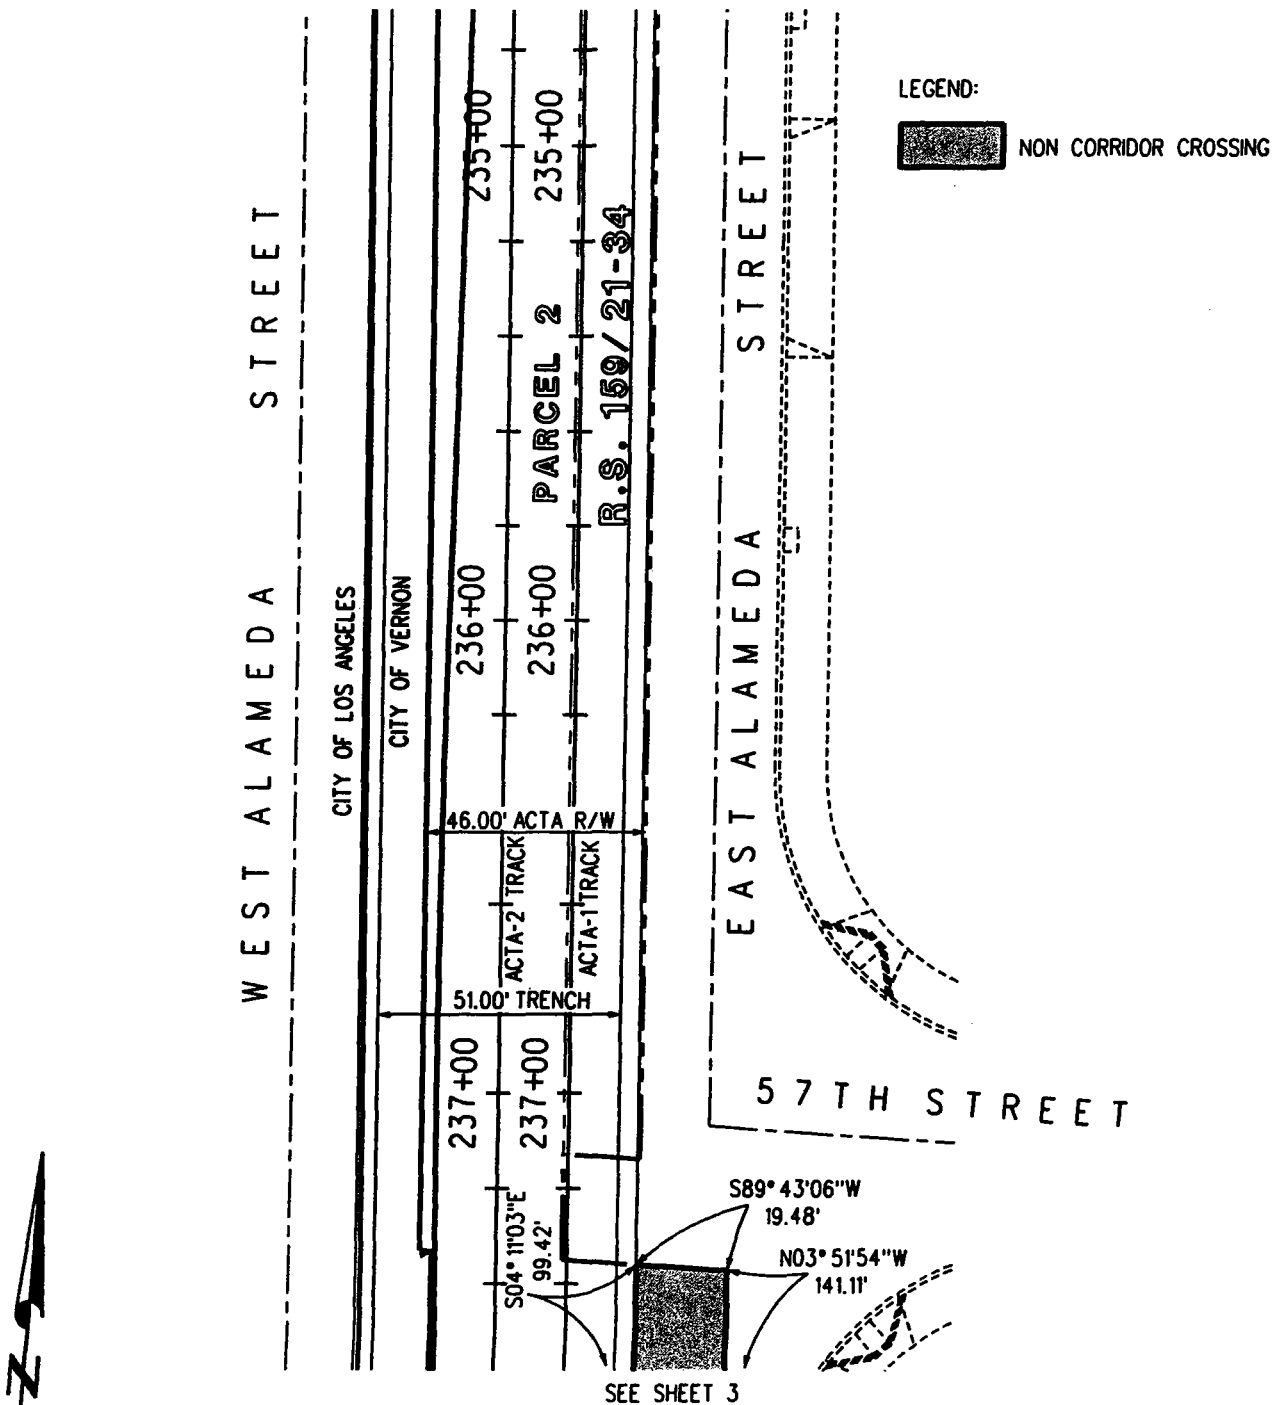 LEGEND:
NON CORRIDOR CROSSING
WEST ALAMEDA STREET
CITY OF LOS ANGELES
CITY OF VERNON
235+00
235+00
PARCEL 2
R.S. 159/21-34
EAST ALAMEDA STREET
236+00
236+00
46.00' ACTA R/W
ACTA-2 TRACK
ACTA-1 TRACK
51.00' TRENCH
237+00
237+00
57TH STREET
S04° 11'03"E
99.42'
S89° 43'06"W
19.48'
N03° 51'54"W
141.11'
SEE SHEET 3
N